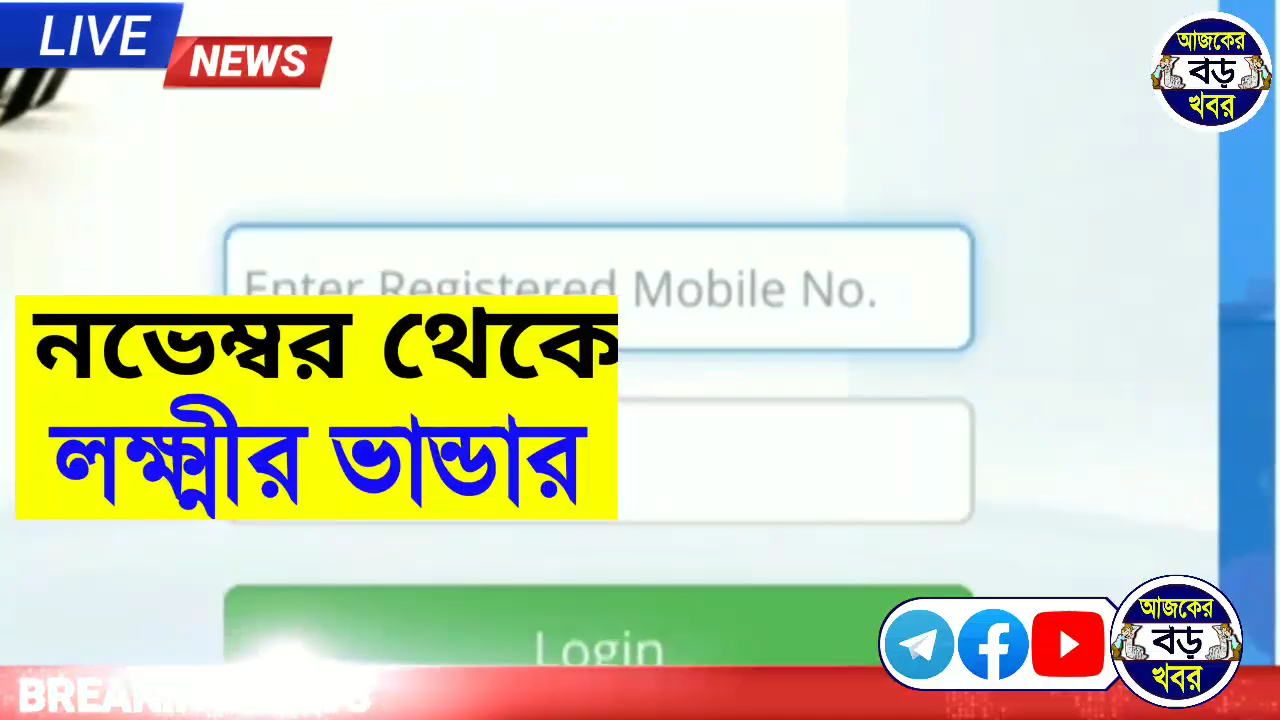 LIVE
NEWS
আজকের
বড়
খবর
Enter Registered Mobile No.
নভেম্বর থেকে
লক্ষ্মীর ভান্ডার
Login
আজকের
বড়
খবর